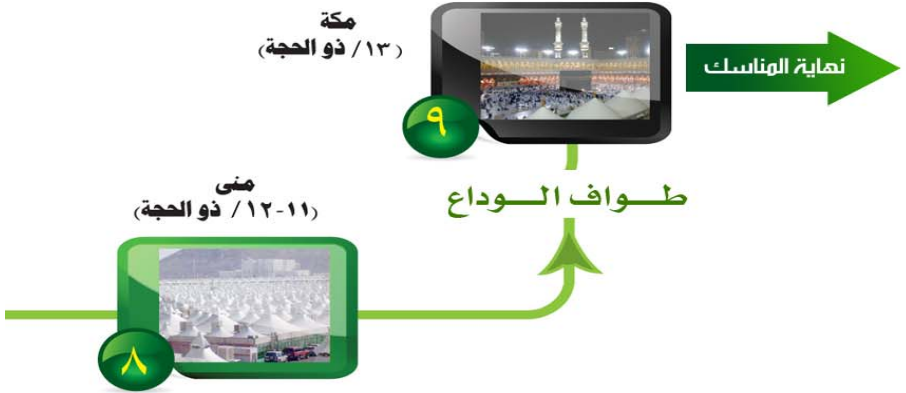 مكة
(١٣/ ذو الحجة)
٩
نهاية المناسك
طـــواف الـــوداع
منى
(١١-١٢/ ذو الحجة)
٨